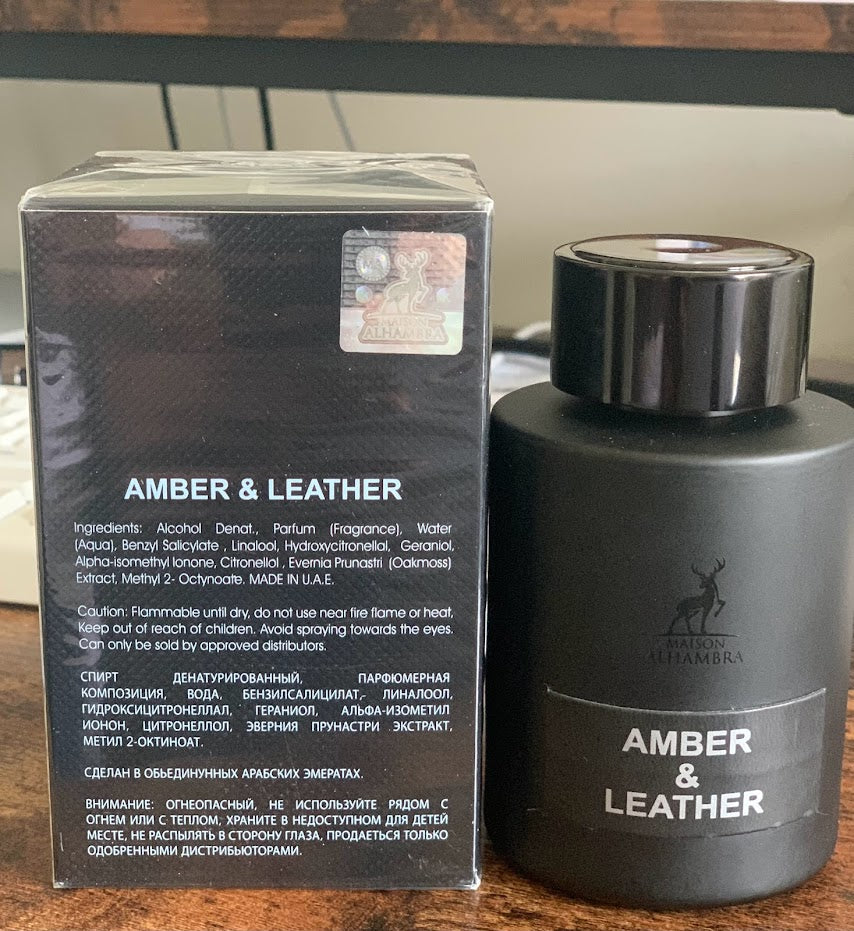 MAISON
ALHAMBRA
AMBER & LEATHER
Ingredients: Alcohol Denat., Parfum (Fragrance), Water
(Aqua), Benzyl Salicylate , Linalool, Hydroxycitronellal, Geraniol,
Alpha-isomethyl Ionone, Citronellol , Evernia Prunastri (Oakmoss)
Extract, Methyl 2- Octynoate. MADE IN U.A.E.
Caution: Flammable until dry, do not use near fire flame or heat,
Keep out of reach of children. Avoid spraying towards the eyes.
Can only be sold by approved distributors.
СПИРТ ДЕНАТУРИРОВАННЫЙ, ПАРФЮМЕРНАЯ
КОМПОЗИЦИЯ, ВОДА, БЕНЗИЛСАЛИЦИЛАТ,- ЛИНАЛООЛ,
ГИДРОКСИЦИТРОНЕЛЛАЛ, ГЕРАНИОЛ, АЛЬФА-ИЗОМЕТИЛ
ИОНОН, ЦИТРОНЕЛЛОЛ, ЭВЕРНИЯ ПРУНАСТРИ ЭКСТРАКТ,
МЕТИЛ 2-ОКТИНОАТ.
СДЕЛАН В ОБЬЕДИНУННЫХ АРАБСКИХ ЭМЕРАТАХ.
ВНИМАНИЕ: ОГНЕОПАСНЫЙ, НЕ ИСПОЛЬЗУЙТЕ РЯДОМ С
ОГНЕМ ИЛИ С ТЕПЛОМ, ХРАНИТЕ В НЕДОСТУПНОМ ДЛЯ ДЕТЕЙ
МЕСТЕ, НЕ РАСПЫЛЯТЬ В СТОРОНУ ГЛАЗА, ПРОДАЕТЬСЯ ТОЛЬКО
ОДОБРЕННЫМИ ДИСТРИБЬЮТОРАМИ.
MAISON
ALHAMBRA
AMBER
&
LEATHER